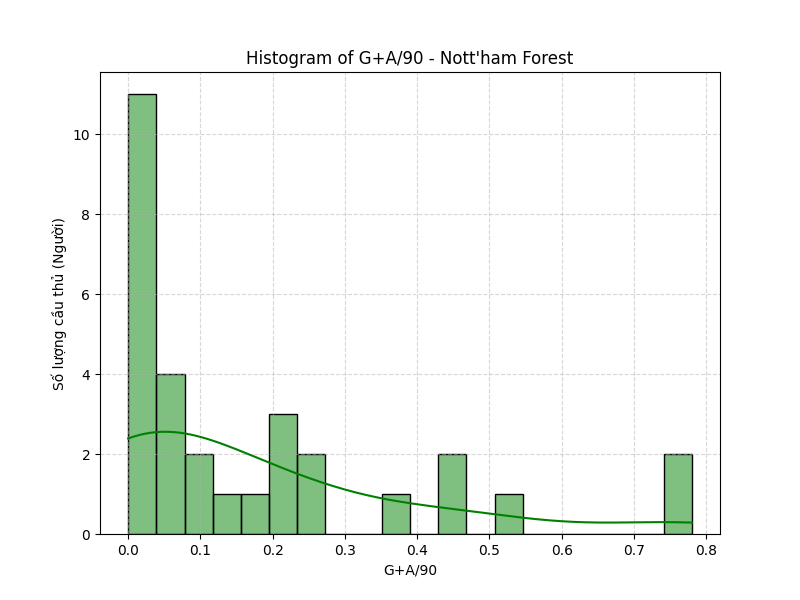 Histogram of G+A/90 - Nott'ham Forest
Số lượng cầu thủ (Người)
10
8
6
4
2
0
0.0 0.1 0.2 0.3 0.4 0.5 0.6 0.7 0.8
G+A/90